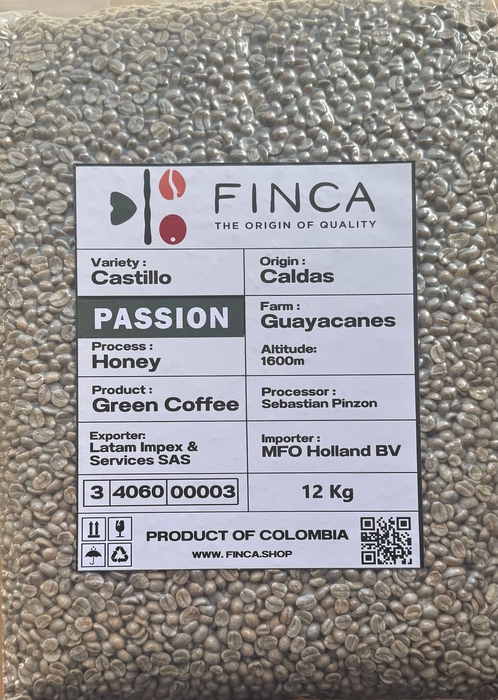 FINCA
THE ORIGIN OF QUALITY
Variety :
Castillo
Origin :
Caldas
PASSION
Process :
Honey
Farm :
Guayacanes
Altitude:
1600m
Product :
Green Coffee
Processor :
Sebastian Pinzon
Exporter:
Latam Impex &
Services SAS
Importer :
MFO Holland BV
3 4060 00003
12 Kg
PRODUCT OF COLOMBIA
WWW. FINCA.SHOP